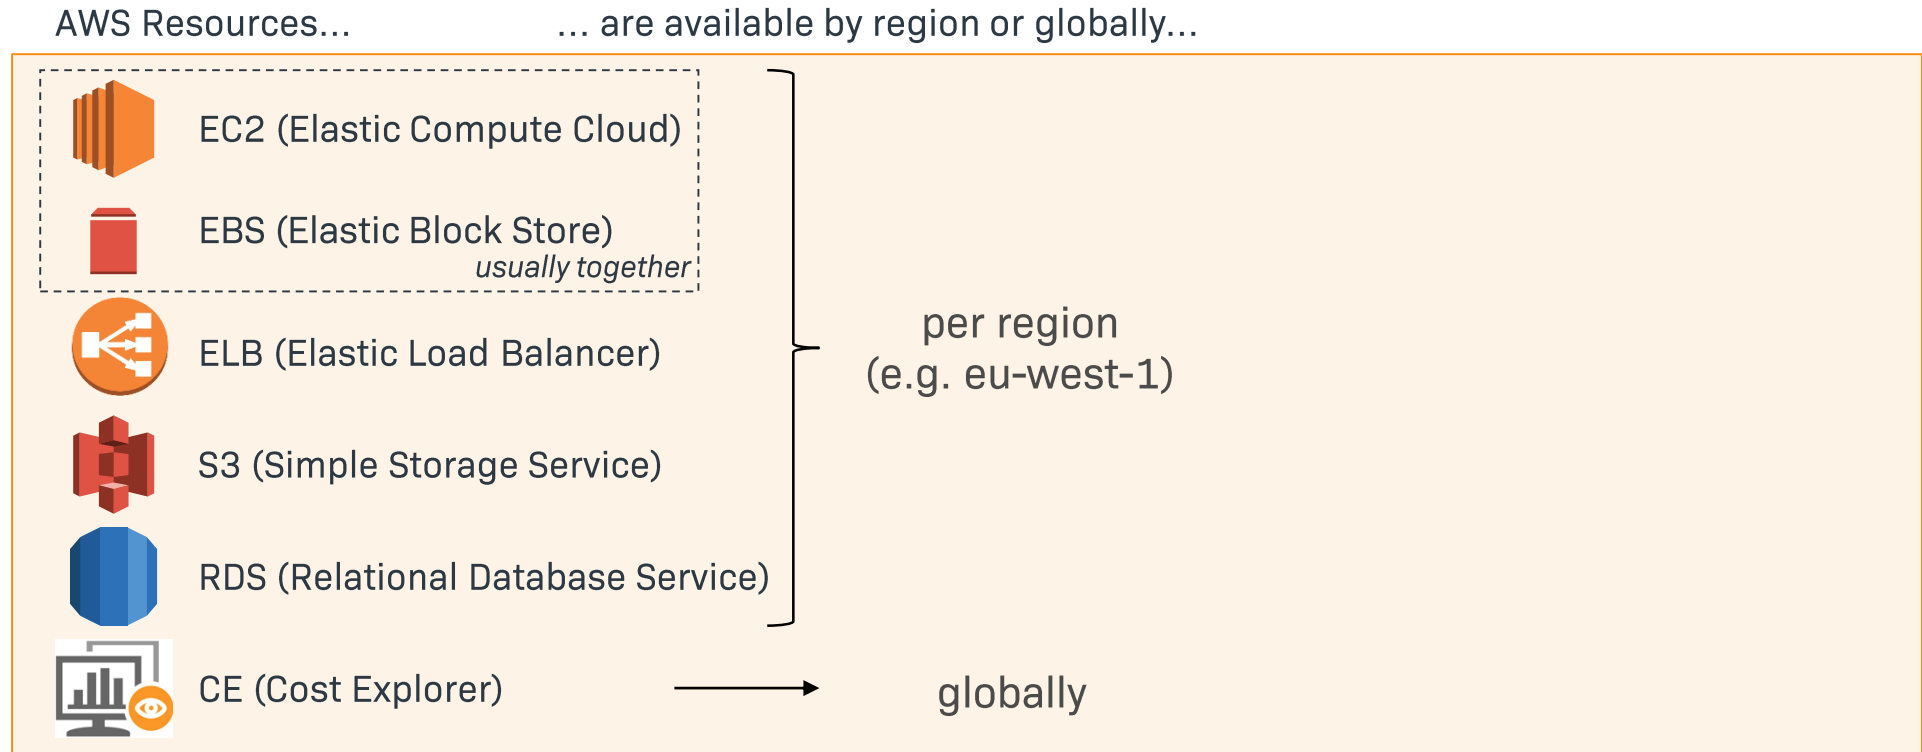 AWS Resources...
... are available by region or globally...
EC2 (Elastic Compute Cloud)
EBS (Elastic Block Store)
usually together
ELB (Elastic Load Balancer)
S3 (Simple Storage Service)
RDS (Relational Database Service)
per region
(e.g. eu-west-1)
CE (Cost Explorer)
globally